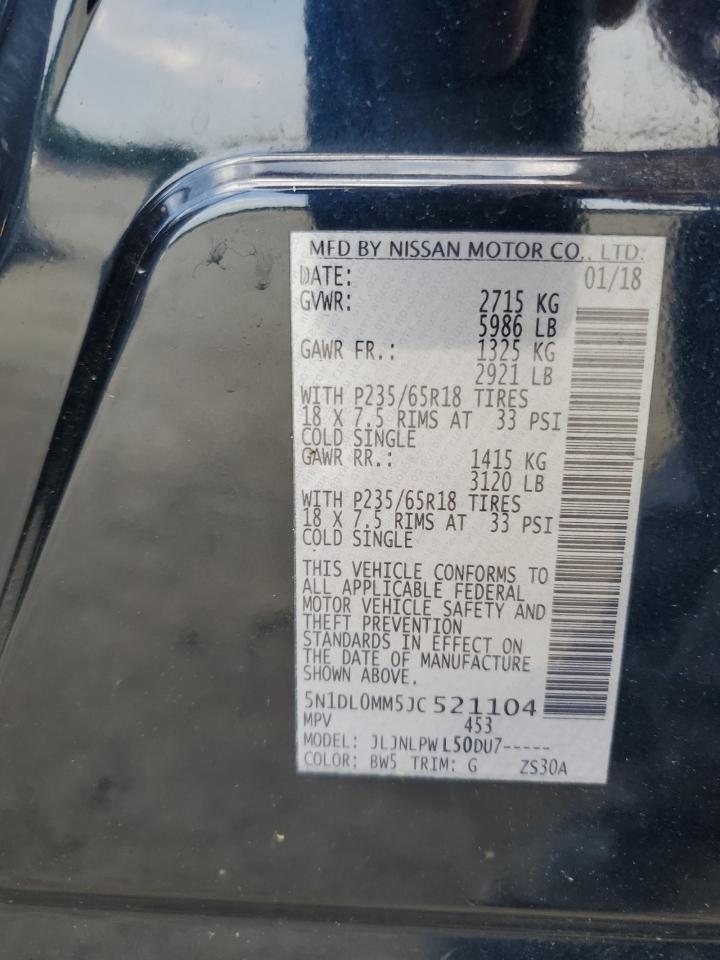 MFD BY NISSAN MOTOR CO., LTD.
DATE: 01/18
GVWR: 2715 KG
5986 LB
GAWR FR.: 1325 KG
2921 LB
WITH P235/65R18 TIRES
18 X 7.5 RIMS AT 33 PSI
COLD SINGLE
GAWR RR.: 1415 KG
3120 LB
WITH P235/65R18 TIRES
18 X 7.5 RIMS AT 33 PSI
COLD SINGLE
THIS VEHICLE CONFORMS TO
ALL APPLICABLE FEDERAL
MOTOR VEHICLE SAFETY AND
THEFT PREVENTION
STANDARDS IN EFFECT ON
THE DATE OF MANUFACTURE
SHOWN ABOVE.
5N1DL0MM5JC521104
MPV 453
MODEL: JLJNLPWL50DU7-----
COLOR: BW5 TRIM: G ZS30A